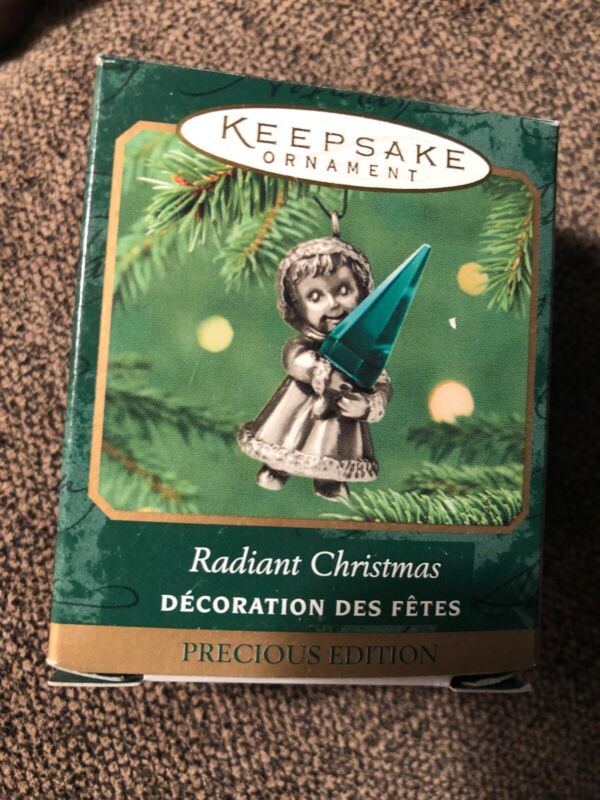 KEEPSAKE
ORNAMENT
Radiant Christmas
DÉCORATION DES FÊTES
PRECIOUS EDITION